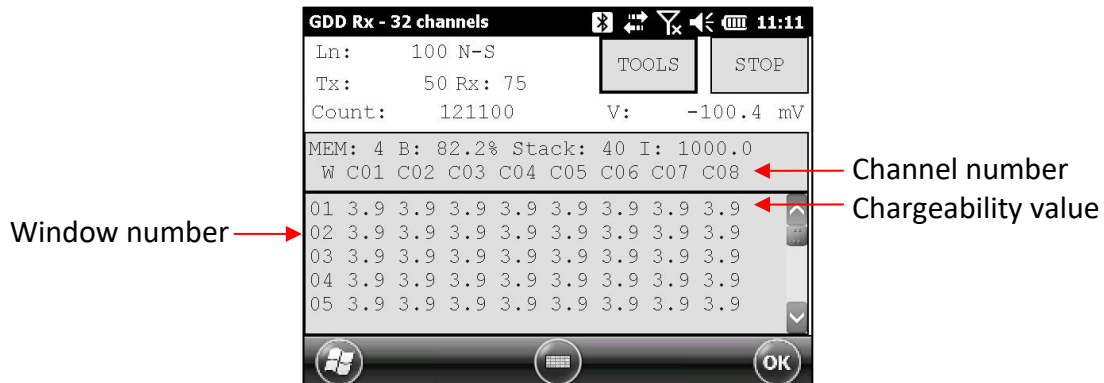 GDD Rx - 32 channels 11:11
Ln: 100 N-S
TOOLS STOP
Tx: 50 Rx: 75
Count: 121100 V: -100.4 mV
MEM: 4 B: 82.2% Stack: 40 I: 1000.0
W C01 C02 C03 C04 C05 C06 C07 C08
Channel number
01 3.9 3.9 3.9 3.9 3.9 3.9 3.9 3.9
Chargeability value
Window number
02 3.9 3.9 3.9 3.9 3.9 3.9 3.9 3.9
03 3.9 3.9 3.9 3.9 3.9 3.9 3.9 3.9
04 3.9 3.9 3.9 3.9 3.9 3.9 3.9 3.9
05 3.9 3.9 3.9 3.9 3.9 3.9 3.9 3.9
OK